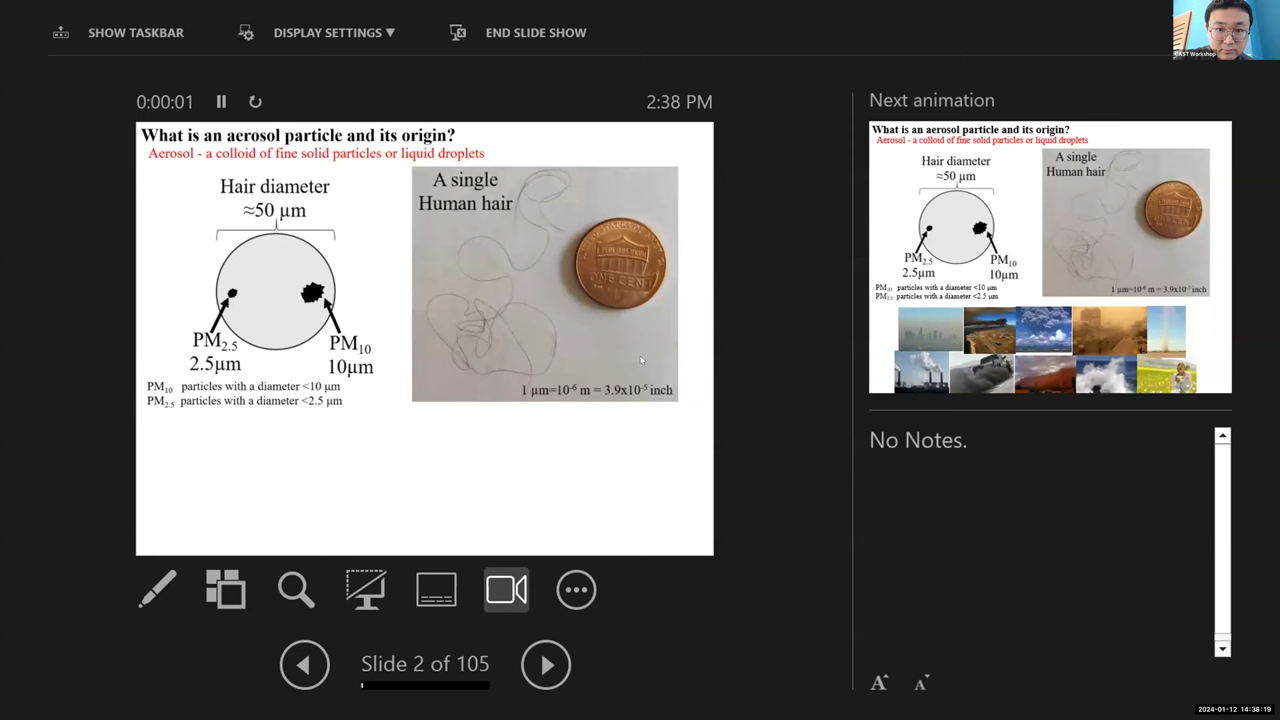 SHOW TASKBAR
DISPLAY SETTINGS ▼
END SLIDE SHOW
CAST Workshop
0:00:01
2:38 PM
What is an aerosol particle and its origin?
Aerosol - a colloid of fine solid particles or liquid droplets
Hair diameter
≈50 µm
PM2.5
2.5µm
PM10
10µm
PM10 particles with a diameter <10 µm
PM2.5 particles with a diameter <2.5 µm
A single
Human hair
ONE CENT
1 µm=10-6 m = 3.9x10-5 inch
Next animation
What is an aerosol particle and its origin?
Aerosol - a colloid of fine solid particles or liquid droplets
Hair diameter
≈50 µm
PM2.5
2.5µm
PM10
10µm
PM10 particles with a diameter <10 µm
PM2.5 particles with a diameter <2.5 µm
A single
Human hair
1 µm=10-6 m = 3.9x10-5 inch
No Notes.
Slide 2 of 105
A A
2024-01-12 14:38:19